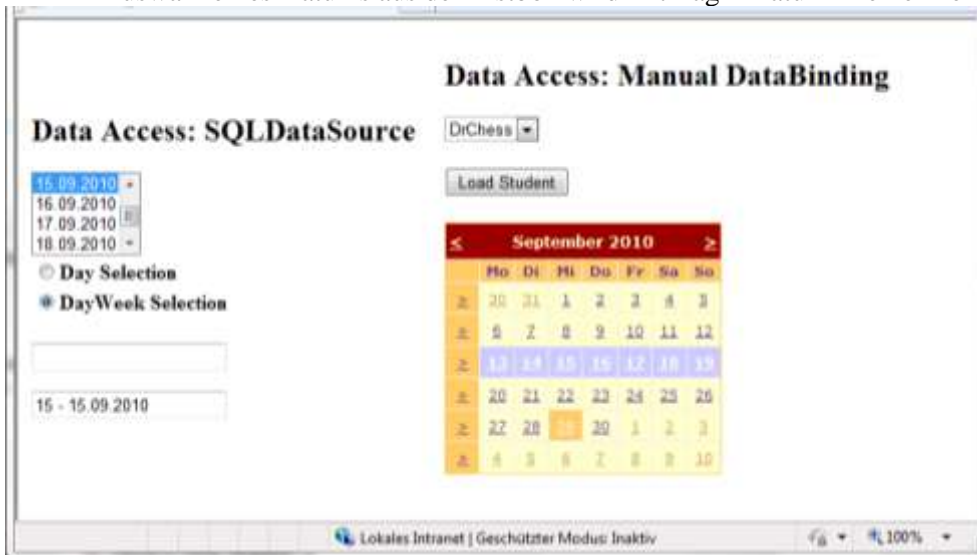 Data Access: Manual DataBinding
Data Access: SQLDataSource
DrChess
Load Student
15.09.2010
16.09.2010
17.09.2010
18.09.2010
Day Selection
DayWeek Selection
15 - 15.09.2010
< September 2010 >
Mo Di Mi Do Fr Sa So
> 30 31 1 2 3 4 5
> 6 7 8 9 10 11 12
> 13 14 15 16 17 18 19
> 20 21 22 23 24 25 26
> 27 28 29 30 1 2 3
> 4 5 6 7 8 9 10
Lokales Intranet | Geschützter Modus: Inaktiv
100%